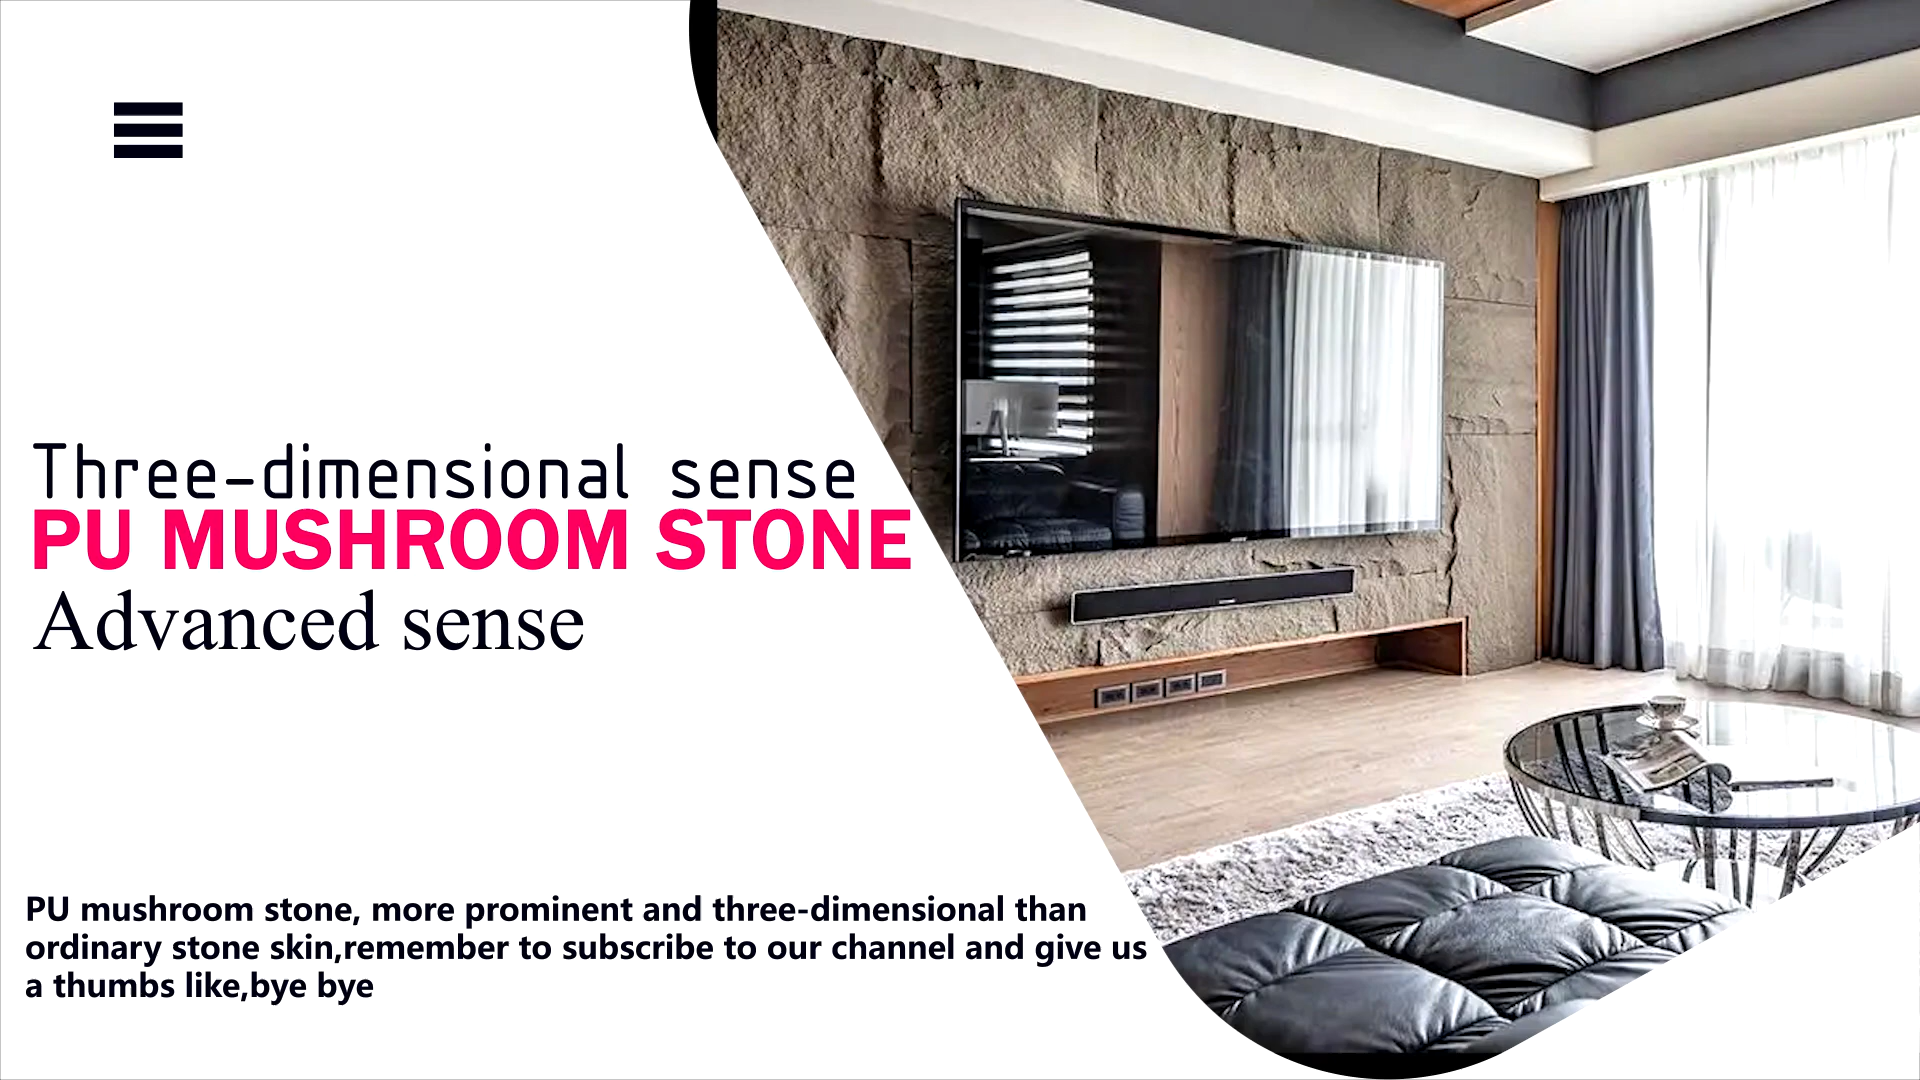 Three-dimensional sense
PU MUSHROOM STONE
Advanced sense
PU mushroom stone, more prominent and three-dimensional than
ordinary stone skin,remember to subscribe to our channel and give us
a thumbs like,bye bye